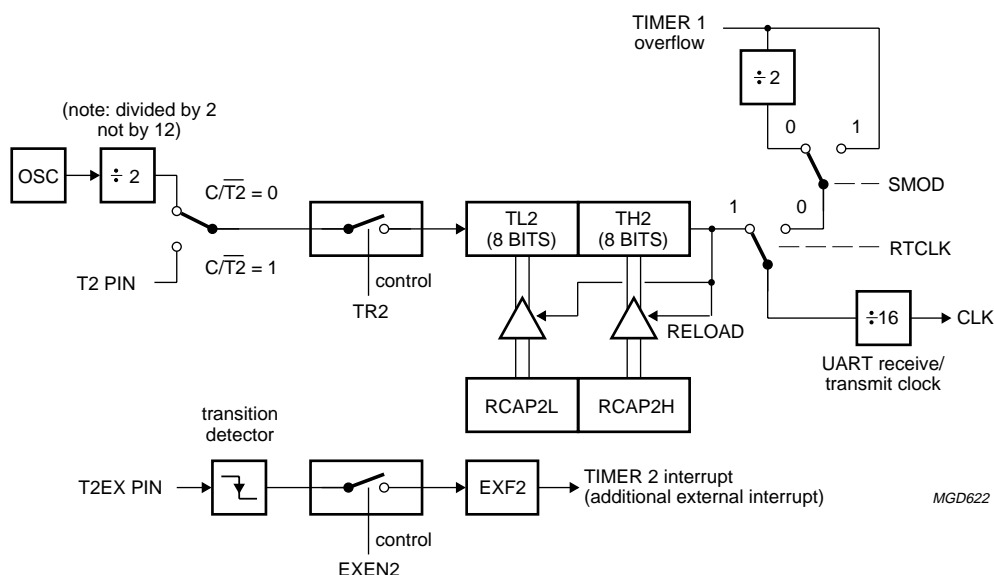 TIMER 1
overflow
÷ 2
(note: divided by 2
not by 12)
0
1
OSC
÷ 2
C/T2̅ = 0
SMOD
TL2
(8 BITS)
TH2
(8 BITS)
1
0
RTCLK
C/T2̅ = 1
T2 PIN
control
TR2
RELOAD
÷16
CLK
UART receive/
transmit clock
RCAP2L
RCAP2H
transition
detector
T2EX PIN
EXF2
TIMER 2 interrupt
(additional external interrupt)
MGD622
control
EXEN2